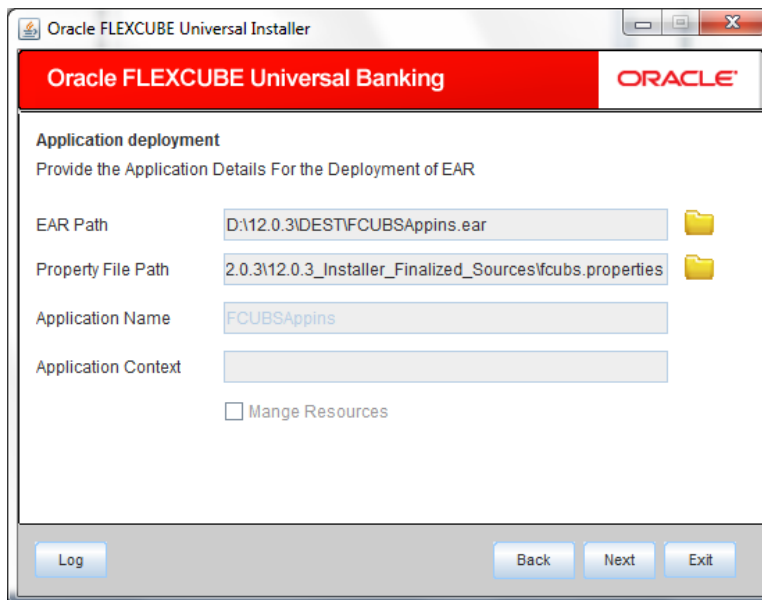 Oracle FLEXCUBE Universal Installer
Oracle FLEXCUBE Universal Banking
ORACLE
Application deployment
Provide the Application Details For the Deployment of EAR
EAR Path D:\12.0.3\DEST\FCUBSAppins.ear
Property File Path 2.0.3\12.0.3_Installer_Finalized_Sources\fcubs.properties
Application Name FCUBSAppins
Application Context
Mange Resources
Log Back Next Exit